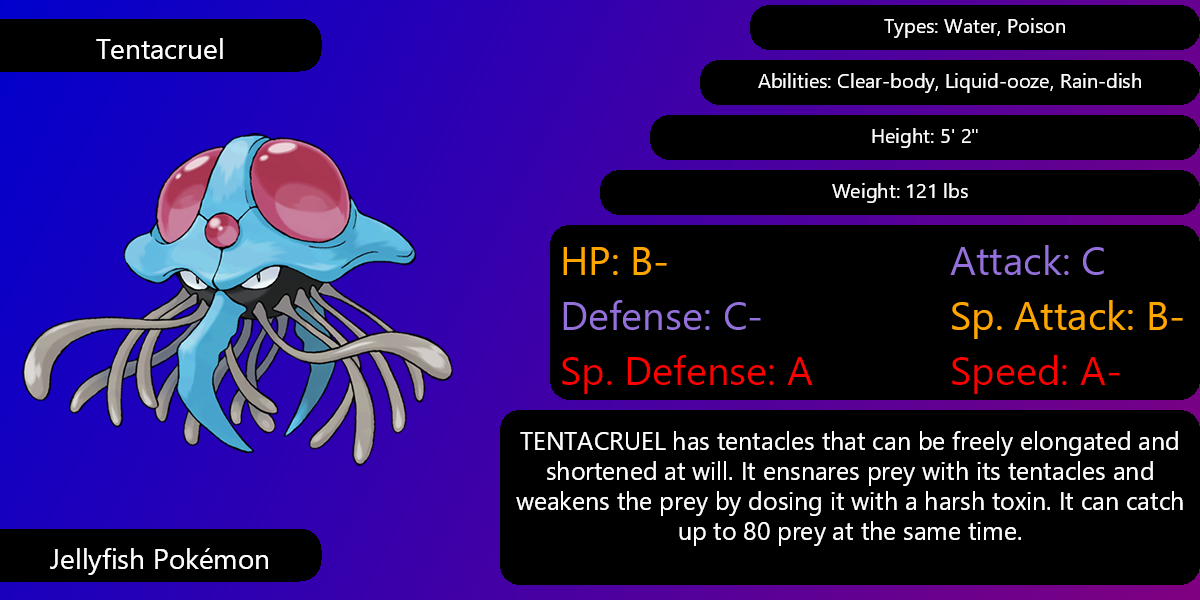 Tentacruel
Types: Water, Poison
Abilities: Clear-body, Liquid-ooze, Rain-dish
Height: 5' 2"
Weight: 121 lbs
HP: B-
Attack: C
Defense: C-
Sp. Attack: B-
Sp. Defense: A
Speed: A-
TENTACRUEL has tentacles that can be freely elongated and
shortened at will. It ensnares prey with its tentacles and
weakens the prey by dosing it with a harsh toxin. It can catch
up to 80 prey at the same time.
Jellyfish Pokémon